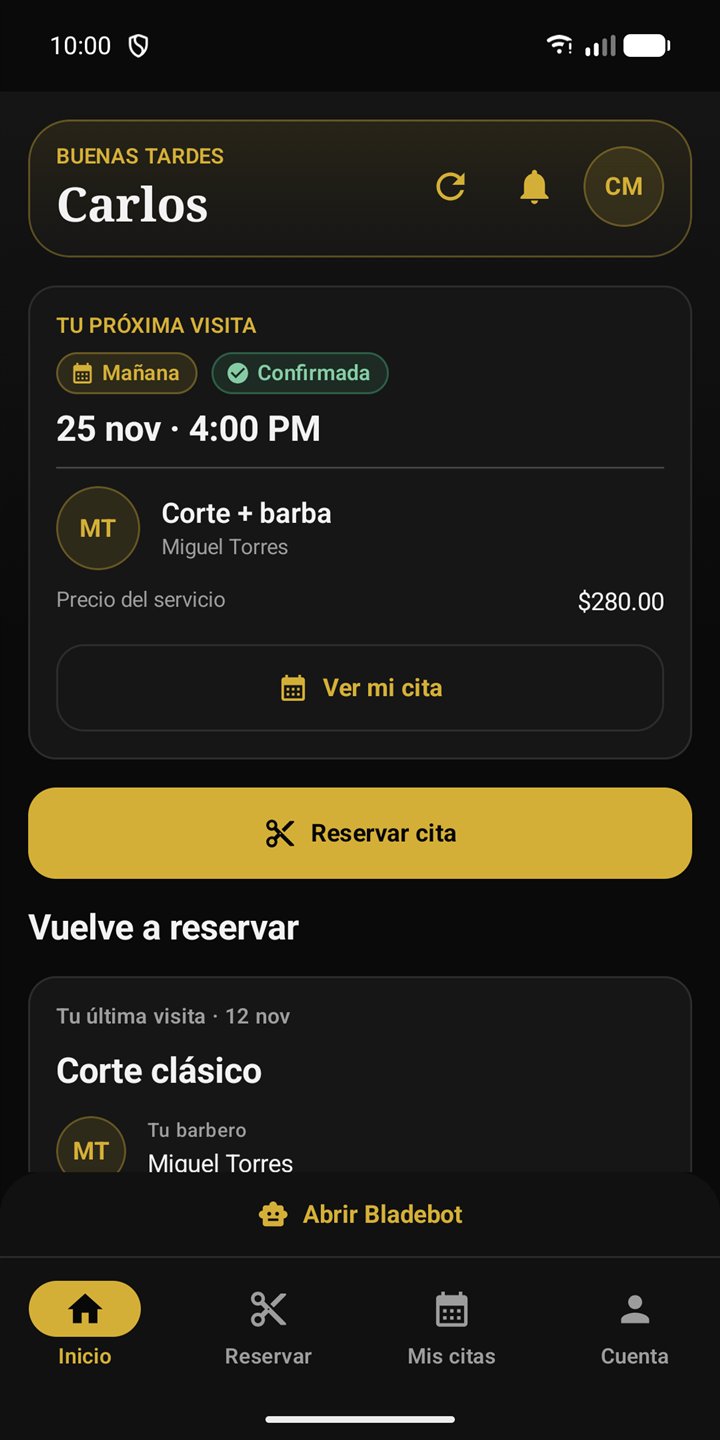 10:00
BUENAS TARDES
Carlos
CM
TU PRÓXIMA VISITA
Mañana
Confirmada
25 nov · 4:00 PM
MT
Corte + barba
Miguel Torres
Precio del servicio
$280.00
Ver mi cita
Reservar cita
Vuelve a reservar
Tu última visita · 12 nov
Corte clásico
MT
Tu barbero
Miguel Torres
Abrir Bladebot
Inicio
Reservar
Mis citas
Cuenta